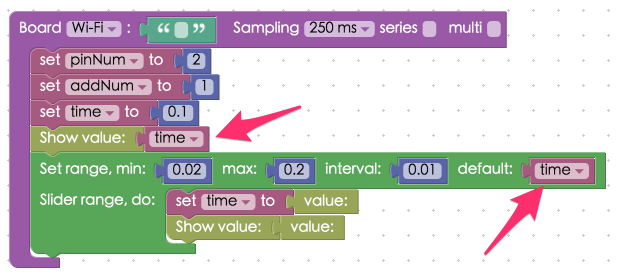 Board Wi-Fi : “ ” Sampling 250 ms series multi
set pinNum to 2
set addNum to 1
set time to 0.1
Show value: time
Set range, min: 0.02 max: 0.2 interval: 0.01 default: time
Slider range, do: set time to value:
Show value: value: